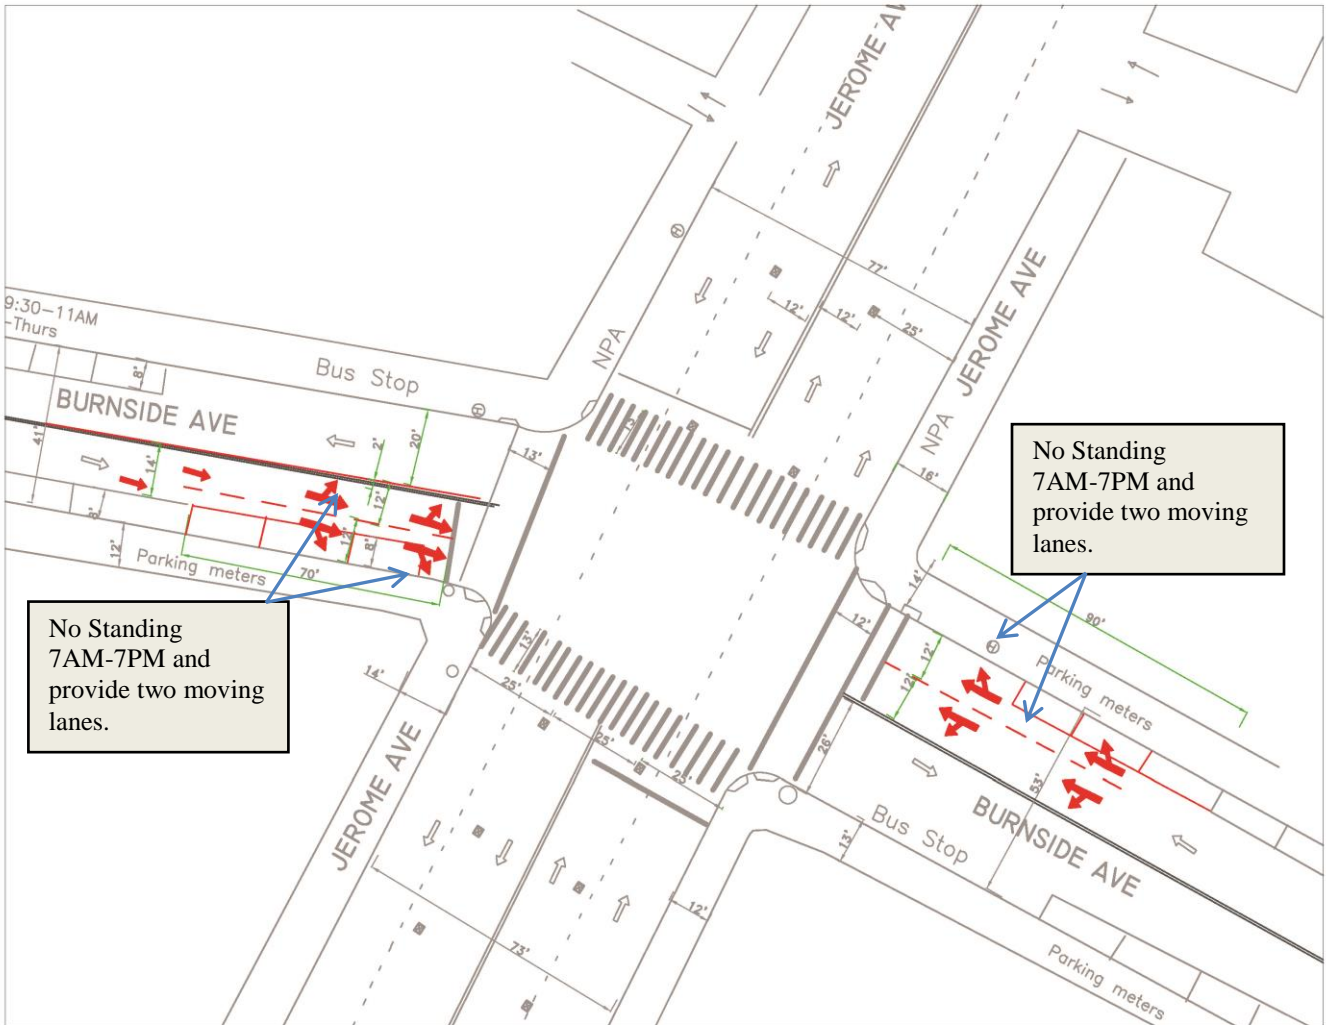 JEROME AVE
77'
12'
12'
25'
NPA
JEROME AVE
NPA
16'
9:30-11AM
-Thurs
8'
Bus Stop
BURNSIDE AVE
41'
2'
20'
13'
13'
14'
12'
12'
8'
8'
12'
Parking meters
70'
No Standing
7AM-7PM and
provide two moving
lanes.
No Standing
7AM-7PM and
provide two moving
lanes.
14'
90'
12'
12'
12'
Parking meters
53'
26'
13'
25'
25'
25'
14'
JEROME AVE
Bus Stop
BURNSIDE AVE
13'
12'
73'
Parking meters